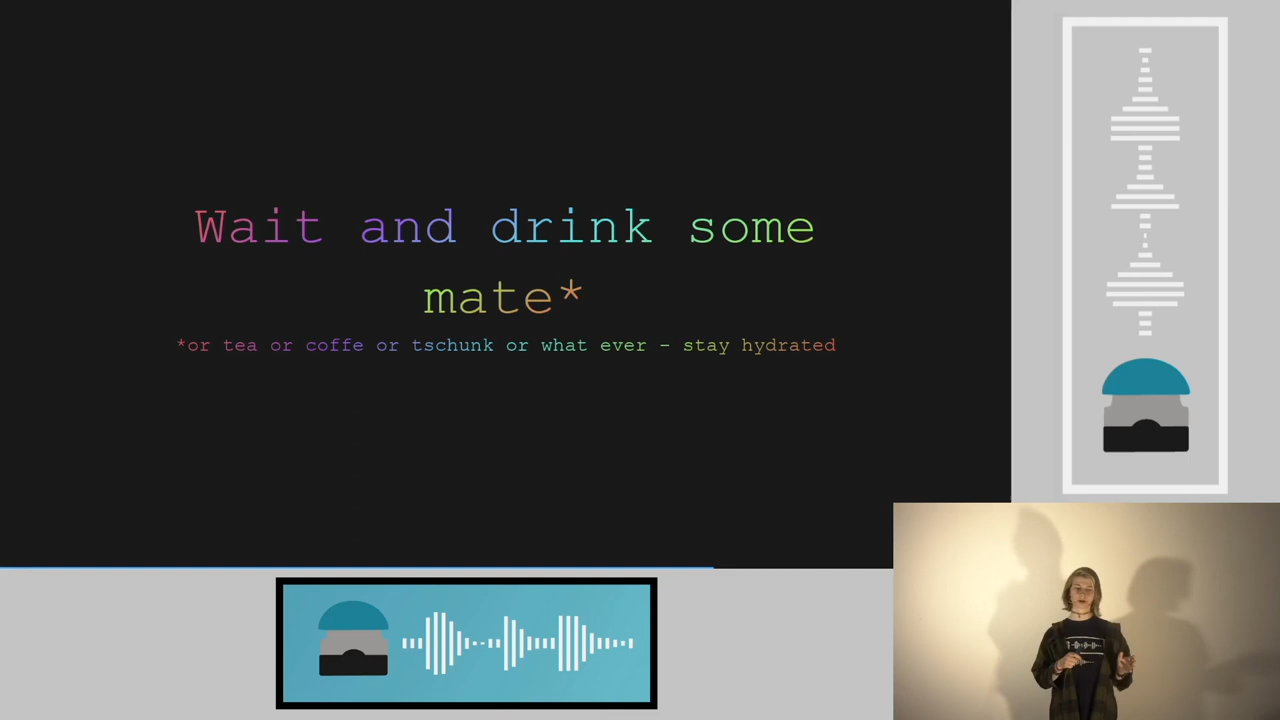 Wait and drink some
mate*
*or tea or coffe or tschunk or what ever - stay hydrated